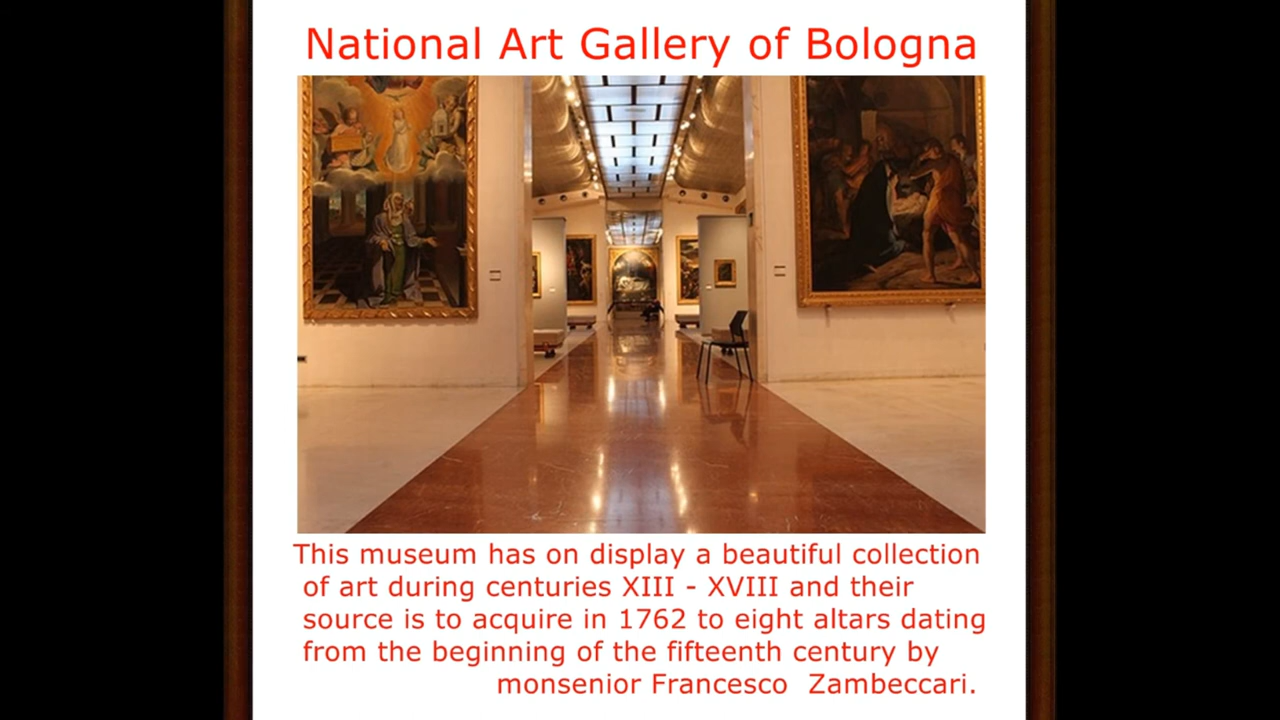 National Art Gallery of Bologna
This museum has on display a beautiful collection
of art during centuries XIII - XVIII and their
source is to acquire in 1762 to eight altars dating
from the beginning of the fifteenth century by
monsenior Francesco Zambeccari.